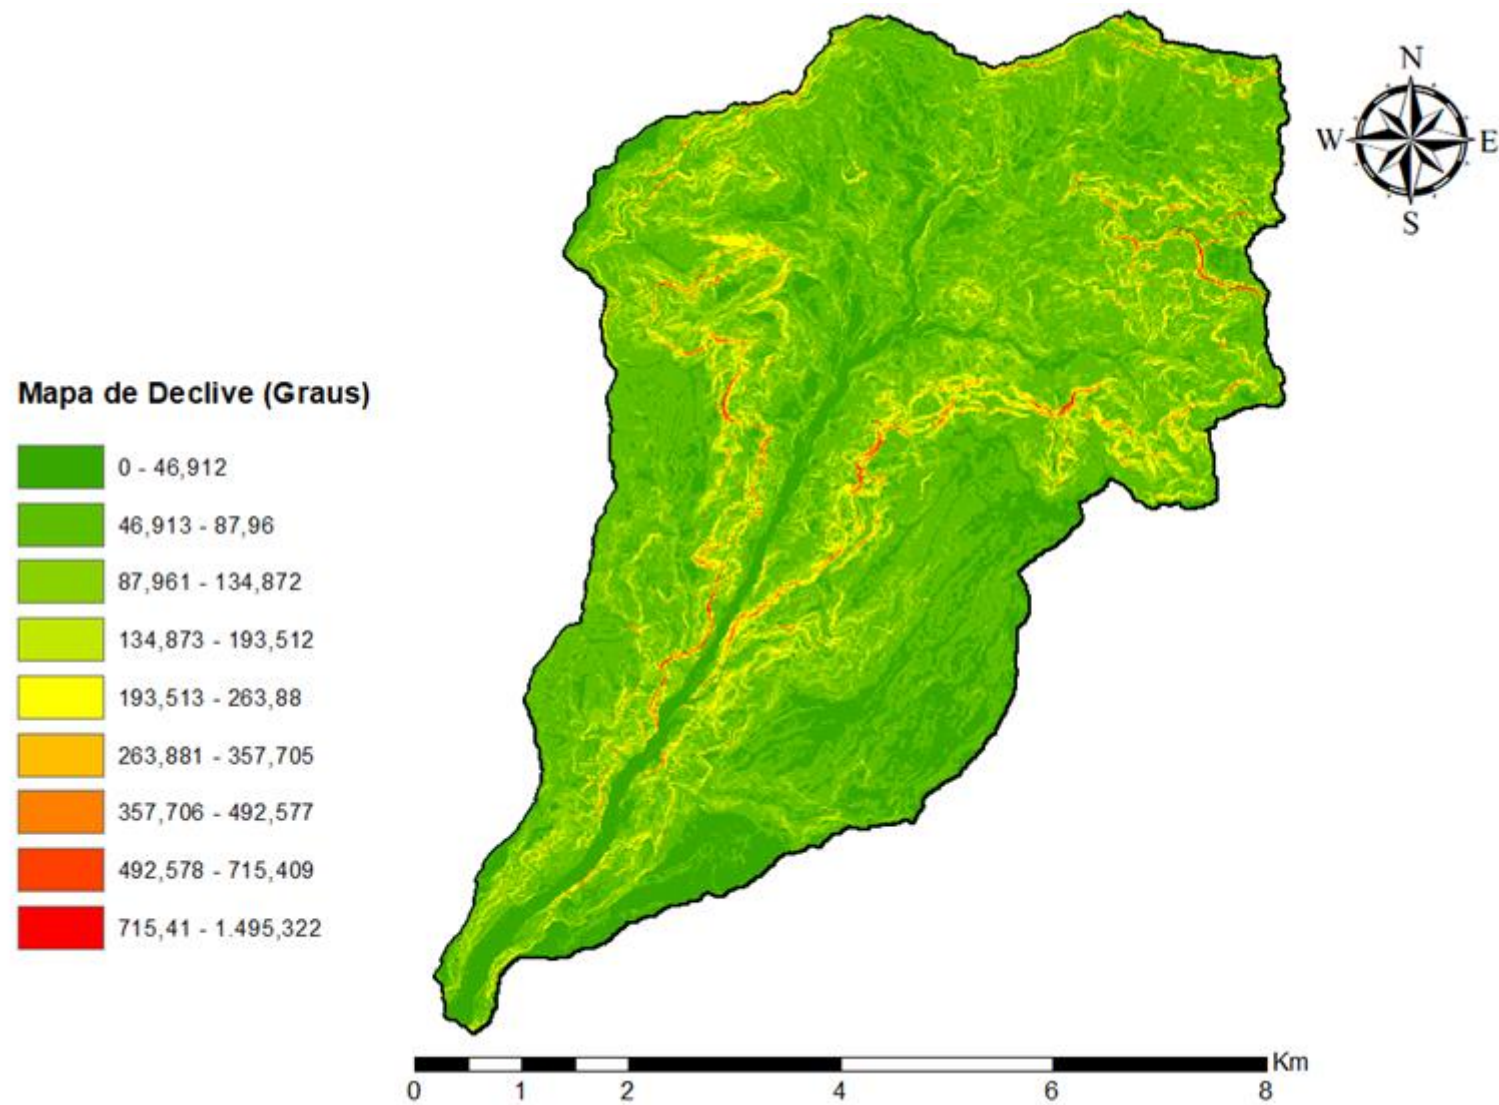 N
W E
S
Mapa de Declive (Graus)
0 - 46,912
46,913 - 87,96
87,961 - 134,872
134,873 - 193,512
193,513 - 263,88
263,881 - 357,705
357,706 - 492,577
492,578 - 715,409
715,41 - 1.495,322
Km
0 1 2 4 6 8